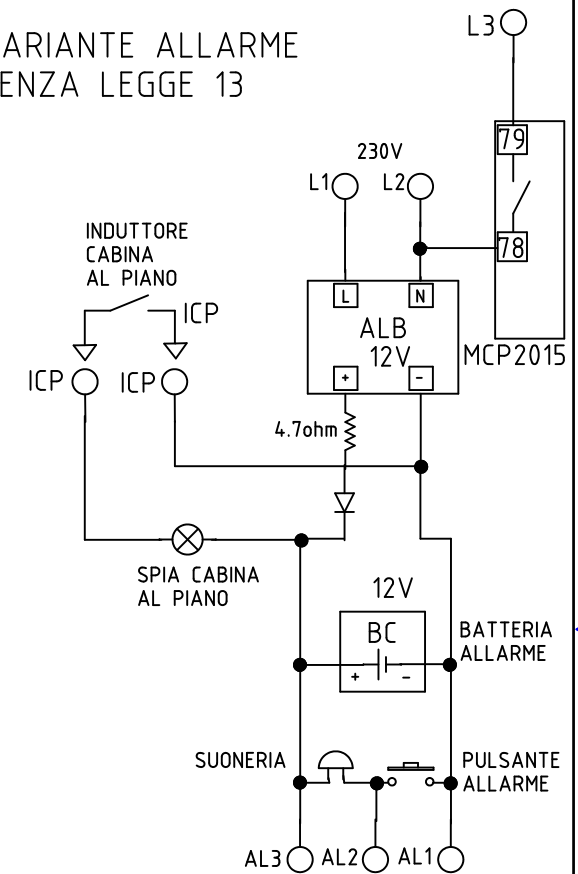 ARIANTE ALLARME
ENZA LEGGE 13
L3
79
78
MCP2015
230V
L1
L2
L
N
ALB
12V
+
-
INDUTTORE
CABINA
AL PIANO
ICP
ICP
ICP
4.7ohm
SPIA CABINA
AL PIANO
12V
BC
+
-
BATTERIA
ALLARME
SUONERIA
PULSANTE
ALLARME
AL3
AL2
AL1